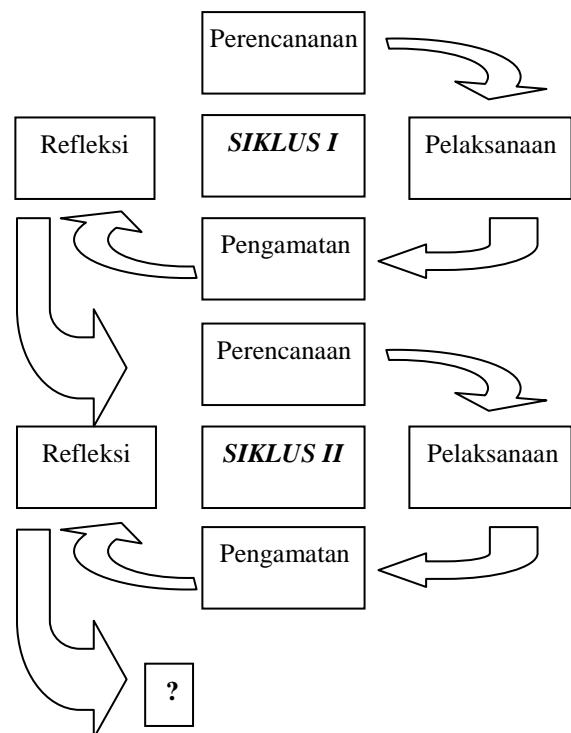 Perencananan
Refleksi
SIKLUS I
Pelaksanaan
Pengamatan
Perencanaan
Refleksi
SIKLUS II
Pelaksanaan
Pengamatan
?